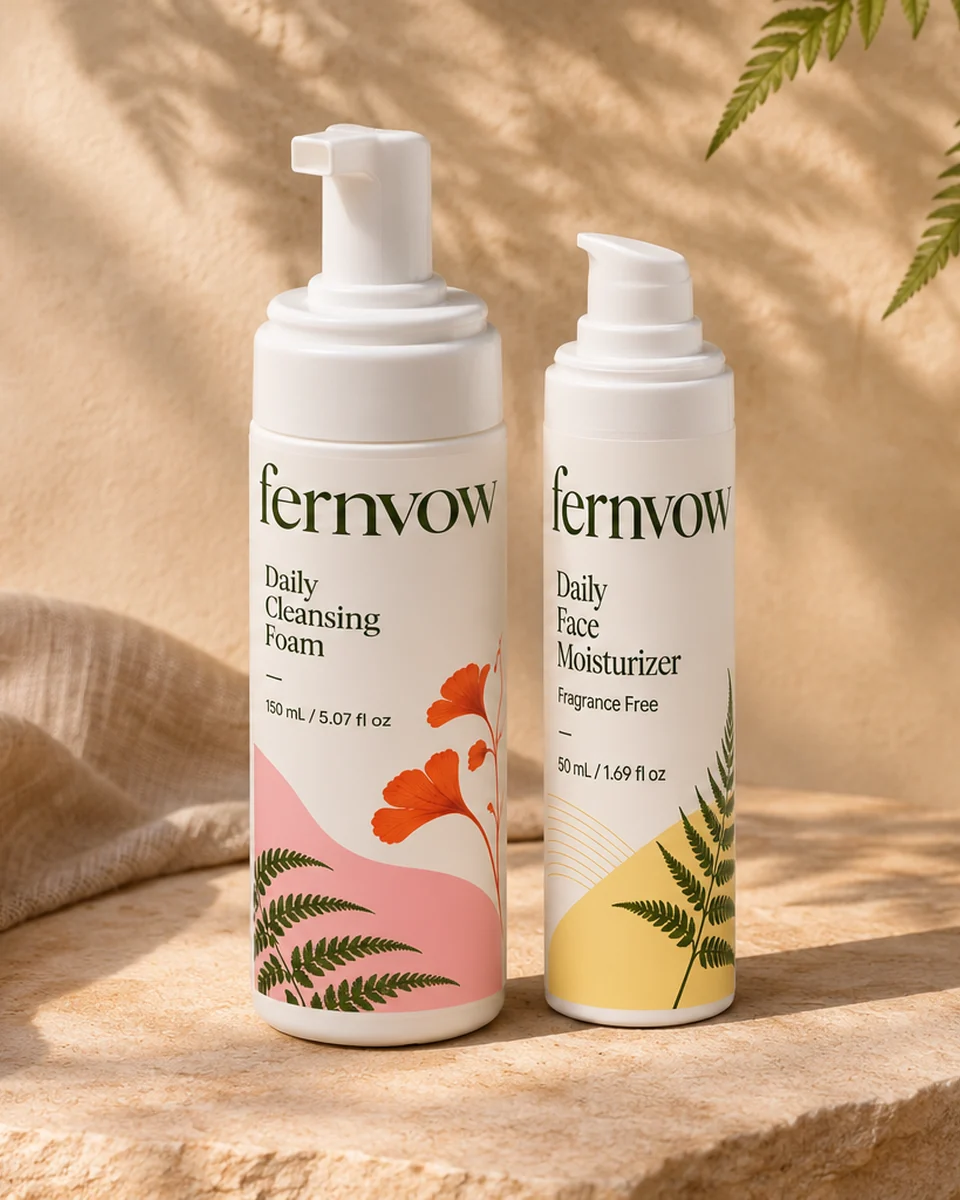 fernvow
Daily
Cleansing
Foam
150 mL / 5.07 fl oz
fernvow
Daily
Face
Moisturizer
Fragrance Free
50 mL / 1.69 fl oz